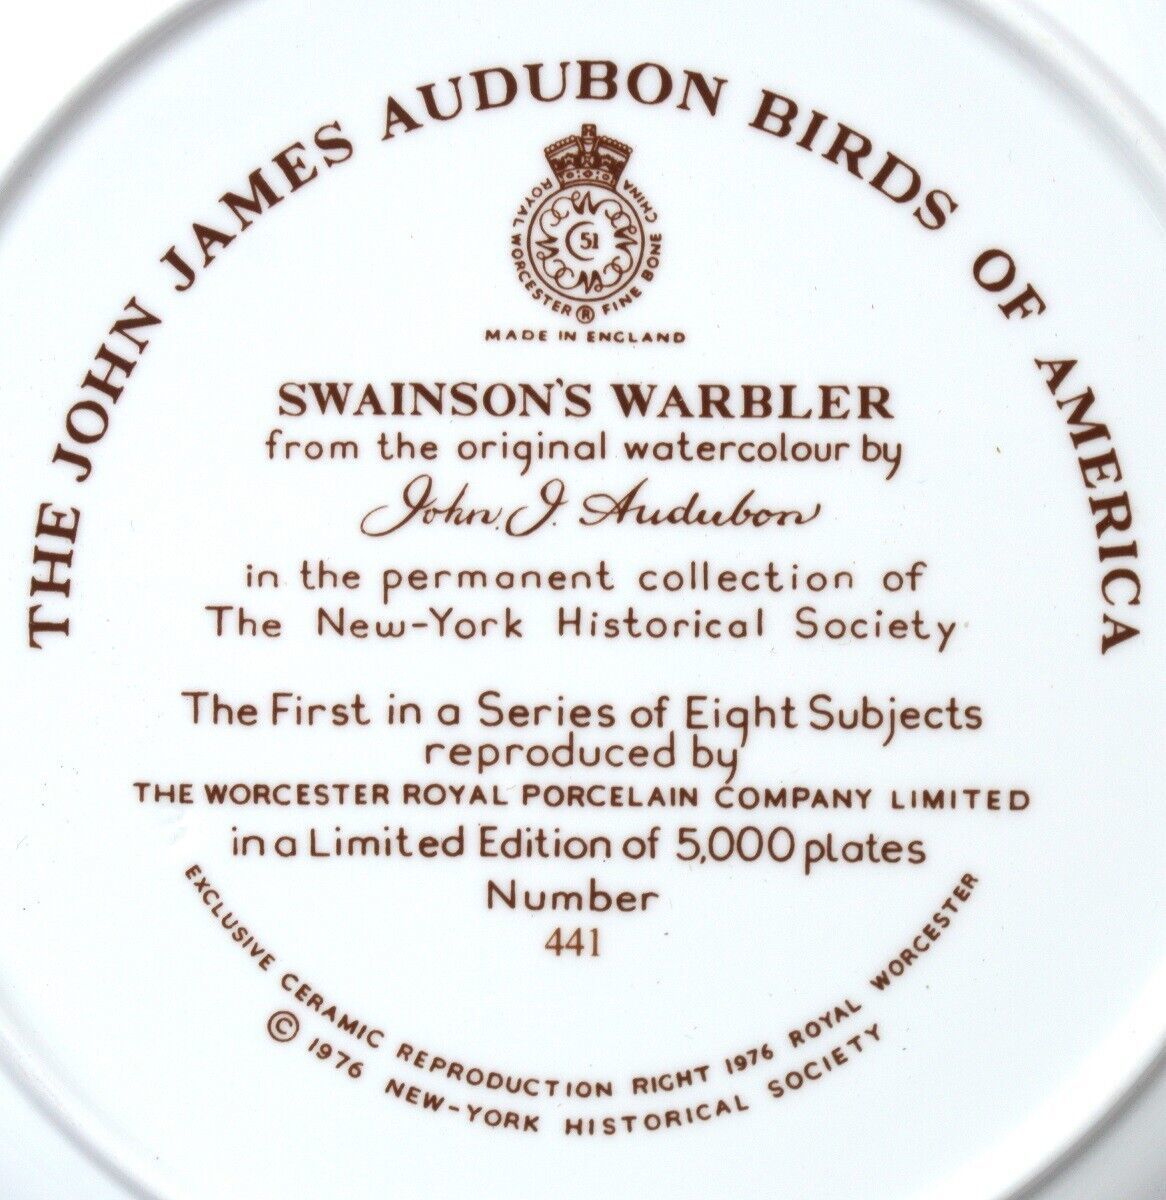 THE JOHN JAMES AUDUBON BIRDS OF AMERICA
ROYAL WORCESTER ® FINE BONE CHINA
51
MADE IN ENGLAND
SWAINSON'S WARBLER
from the original watercolour by
John. J. Audubon
in the permanent collection of
The New-York Historical Society
The First in a Series of Eight Subjects
reproduced by
THE WORCESTER ROYAL PORCELAIN COMPANY LIMITED
in a Limited Edition of 5,000 plates
Number
441
EXCLUSIVE CERAMIC REPRODUCTION RIGHT 1976 ROYAL WORCESTER
© 1976 NEW-YORK HISTORICAL SOCIETY